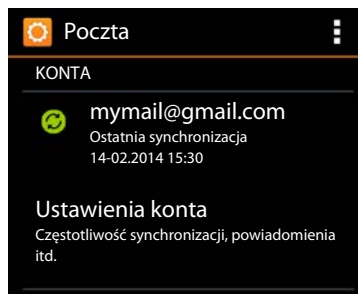 Poczta
KONTA
mymail@gmail.com
Ostatnia synchronizacja
14-02.2014 15:30
Ustawienia konta
Częstotliwość synchronizacji, powiadomienia
itd.